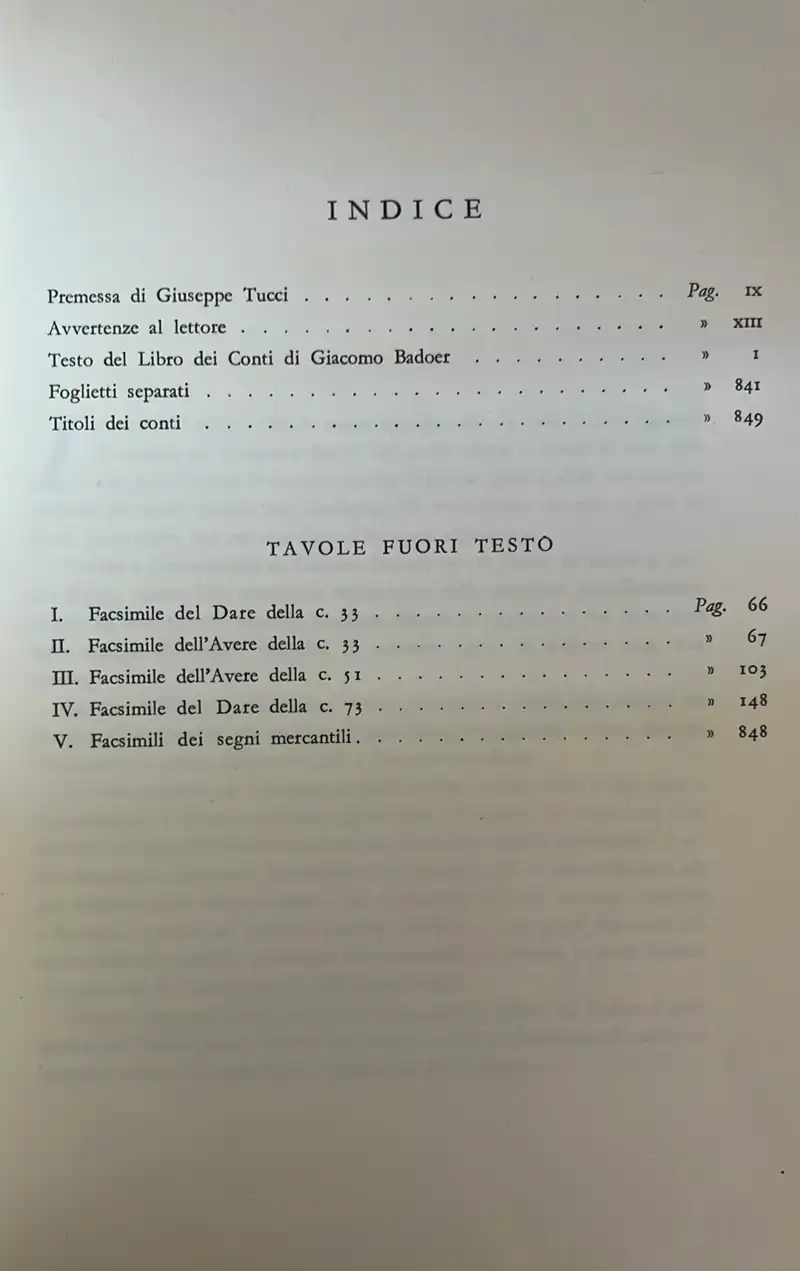 INDICE
Premessa di Giuseppe Tucci . . . . . . . . . . . . . . . . . . Pag. IX
Avvertenze al lettore . . . . . . . . . . . . . . . . . . . . . » XIII
Testo del Libro dei Conti di Giacomo Badoer . . . . . . . . . . » 1
Foglietti separati . . . . . . . . . . . . . . . . . . . . . . » 841
Titoli dei conti . . . . . . . . . . . . . . . . . . . . . . » 849
TAVOLE FUORI TESTO
I. Facsimile del Dare della c. 33 . . . . . . . . . . . . . . . Pag. 66
II. Facsimile dell'Avere della c. 33 . . . . . . . . . . . . . . . » 67
III. Facsimile dell'Avere della c. 51 . . . . . . . . . . . . . . . » 103
IV. Facsimile del Dare della c. 73 . . . . . . . . . . . . . . . » 148
V. Facsimili dei segni mercantili . . . . . . . . . . . . . . . . » 848